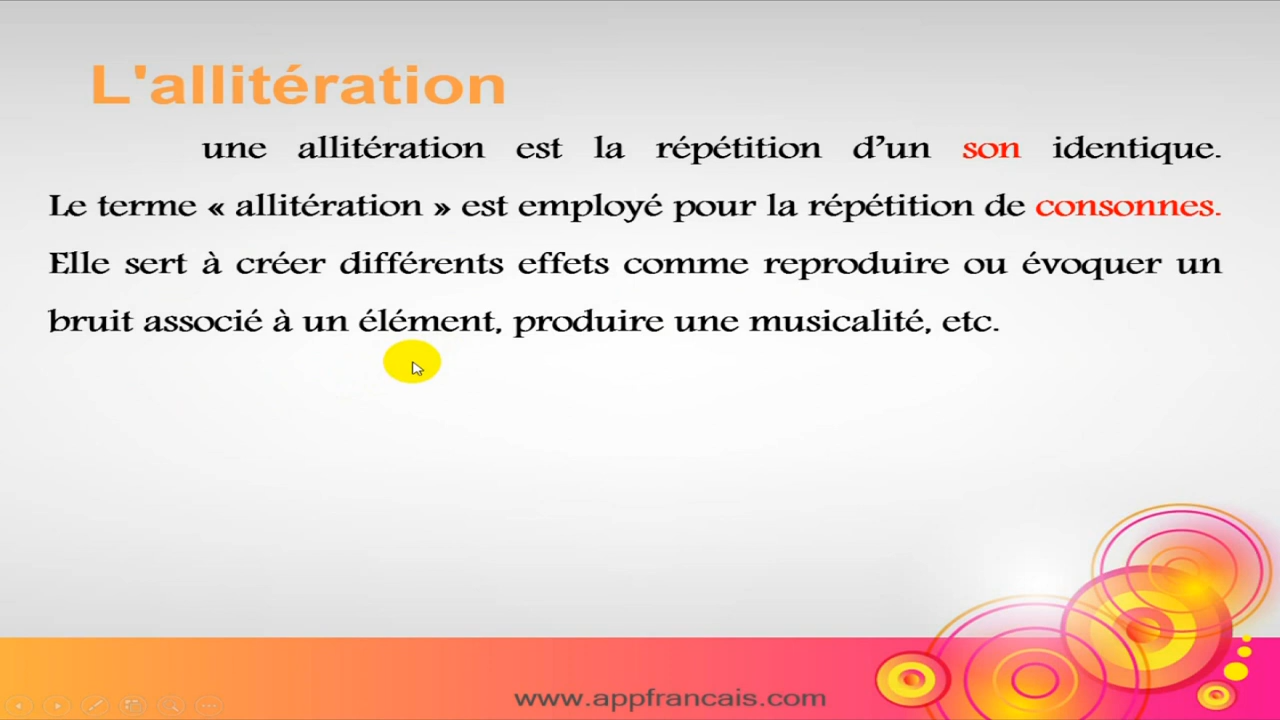 L'allitération
une allitération est la répétition d’un son identique.
Le terme « allitération » est employé pour la répétition de consonnes.
Elle sert à créer différents effets comme reproduire ou évoquer un
bruit associé à un élément, produire une musicalité, etc.
www.appfrancais.com